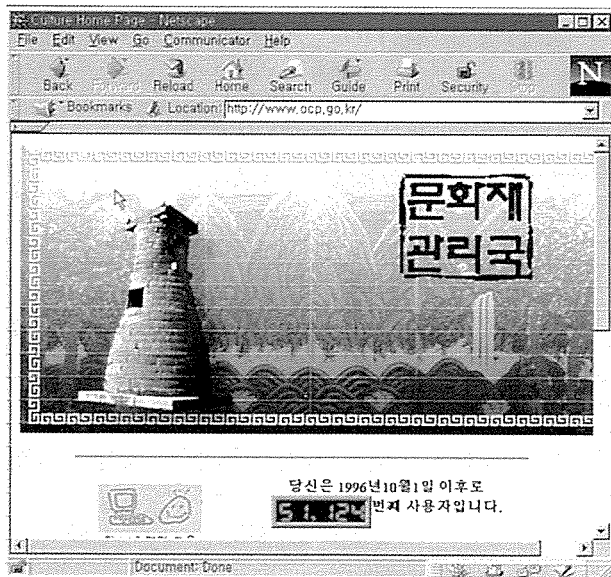 Culture Home Page - Netscape
File Edit View Go Communicator Help
Back Forward Reload Home Search Guide Print Security Stop
N
Bookmarks Location: http://www.ocp.go.kr/
문화재
관리국
당신은 1996년10월1일 이후로
51,124 번째 사용자입니다.
Document: Done